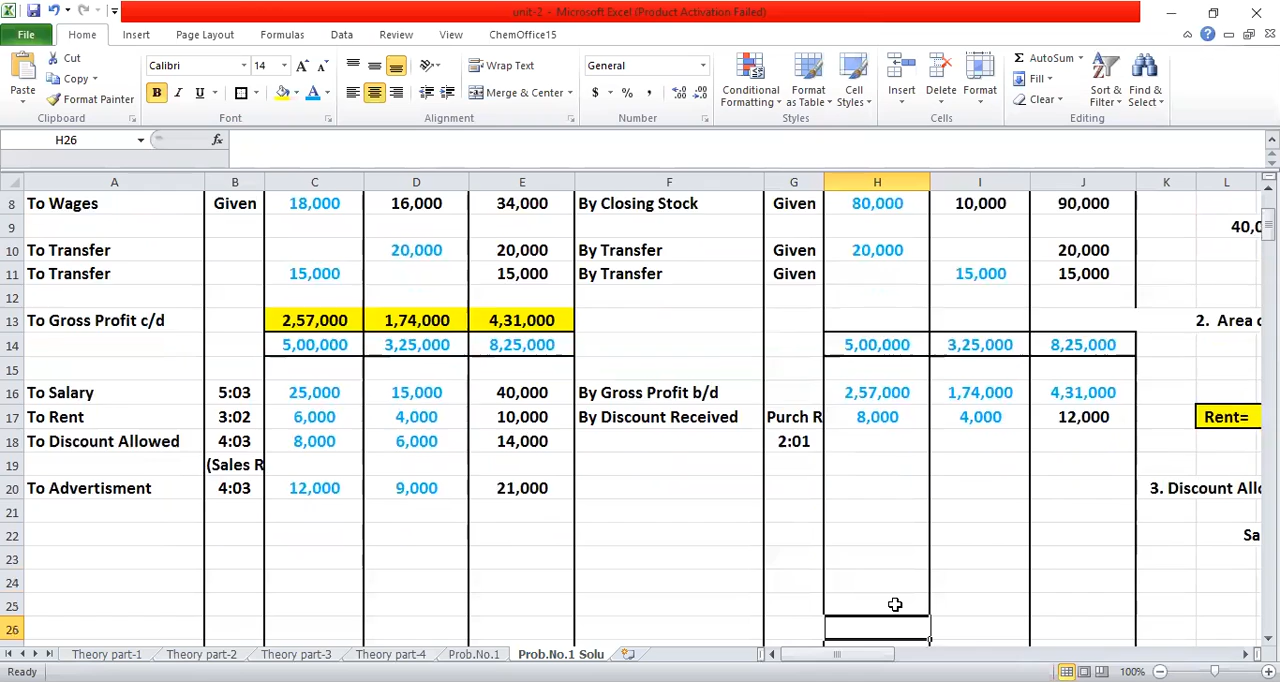 unit-2 - Microsoft Excel (Product Activation Failed)
File Home Insert Page Layout Formulas Data Review View ChemOffice15
Paste Cut Copy Format Painter Clipboard
Calibri 14 B I U Font
Wrap Text Merge & Center Alignment
General $ % , Number
Conditional Formatting Format as Table Cell Styles Styles
Insert Delete Format Cells
Σ AutoSum Fill Clear Sort & Filter Find & Select Editing
H26 fx
A B C D E F G H I J K L
8 To Wages Given 18,000 16,000 34,000 By Closing Stock Given 80,000 10,000 90,000
9 40,0
10 To Transfer 20,000 20,000 By Transfer Given 20,000 20,000
11 To Transfer 15,000 15,000 By Transfer Given 15,000 15,000
12
13 To Gross Profit c/d 2,57,000 1,74,000 4,31,000 2. Area
14 5,00,000 3,25,000 8,25,000 5,00,000 3,25,000 8,25,000
15
16 To Salary 5:03 25,000 15,000 40,000 By Gross Profit b/d 2,57,000 1,74,000 4,31,000
17 To Rent 3:02 6,000 4,000 10,000 By Discount Received Purch R 8,000 4,000 12,000 Rent=
18 To Discount Allowed 4:03 8,000 6,000 14,000 2:01
19 (Sales R
20 To Advertisment 4:03 12,000 9,000 21,000 3. Discount Allo
21
22 Sa
23
24
25
26
Theory part-1 Theory part-2 Theory part-3 Theory part-4 Prob.No.1 Prob.No.1 Solu
Ready 100%